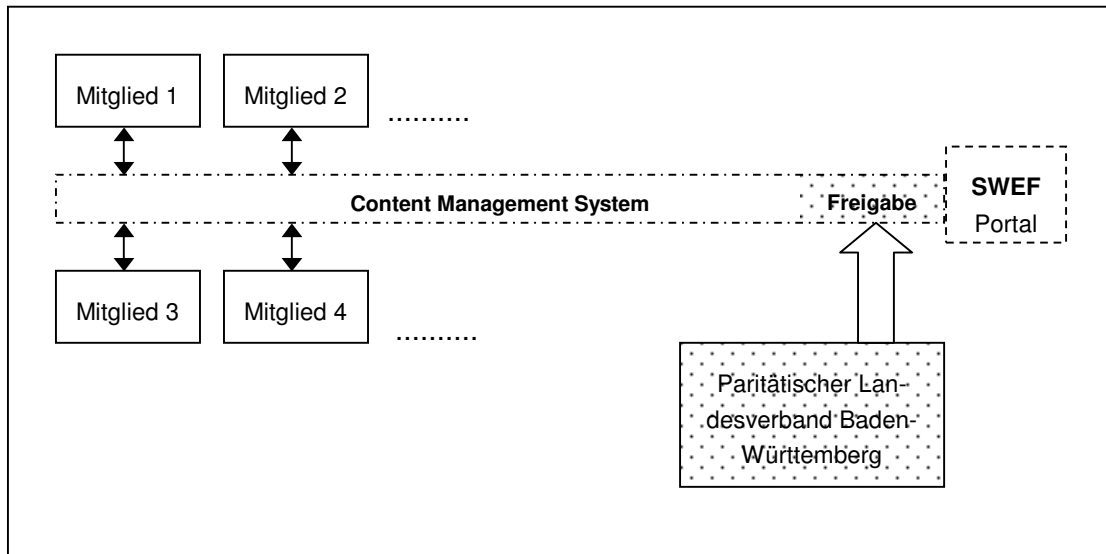 Mitglied 1 Mitglied 2 ..........
Content Management System Freigabe SWEF
Portal
Mitglied 3 Mitglied 4 ..........
Paritätischer Lan-
desverband Baden-
Württemberg